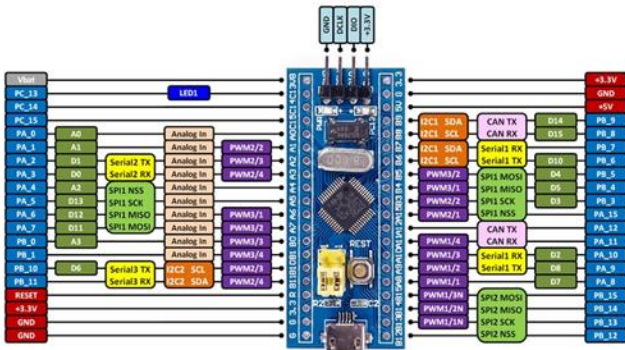 GND DCLK DIO +3.3V
Vbat +3.3V
PC_13 LED1 GND
PC_14 +5V
PC_15 I2C1 SDA CAN TX D14 PB_9
PA_0 A0 Analog In I2C1 SCL CAN RX D15 PB_8
PA_1 A1 Analog In PWM2/2 I2C1 SDA Serial1 RX PB_7
PA_2 D1 Serial2 TX Analog In PWM2/3 I2C1 SCL Serial1 TX D10 PB_6
PA_3 D0 Serial2 RX Analog In PWM2/4 PWM3/2 SPI1 MOSI D4 PB_5
PA_4 A2 SPI1 NSS Analog In PWM3/1 SPI1 MISO D5 PB_4
PA_5 D13 SPI1 SCK Analog In PWM2/2 SPI1 SCK D3 PB_3
PA_6 D12 SPI1 MISO Analog In PWM3/1 PWM2/1 SPI1 NSS PA_15
PA_7 D11 SPI1 MOSI Analog In PWM3/2 CAN TX PA_12
PB_0 A3 Analog In PWM3/3 PWM1/4 CAN RX PA_11
PB_1 Analog In PWM3/4 PWM1/3 Serial1 RX D2 PA_10
PB_10 D6 Serial3 TX I2C2 SCL PWM2/3 PWM1/2 Serial1 TX D8 PA_9
PB_11 Serial3 RX I2C2 SDA PWM2/4 PWM1/1 D7 PA_8
RESET PWM1/3N SPI2 MOSI PB_15
+3.3V PWM1/2N SPI2 MISO PB_14
GND PWM1/1N SPI2 SCK PB_13
GND SPI2 NSS PB_12
REST